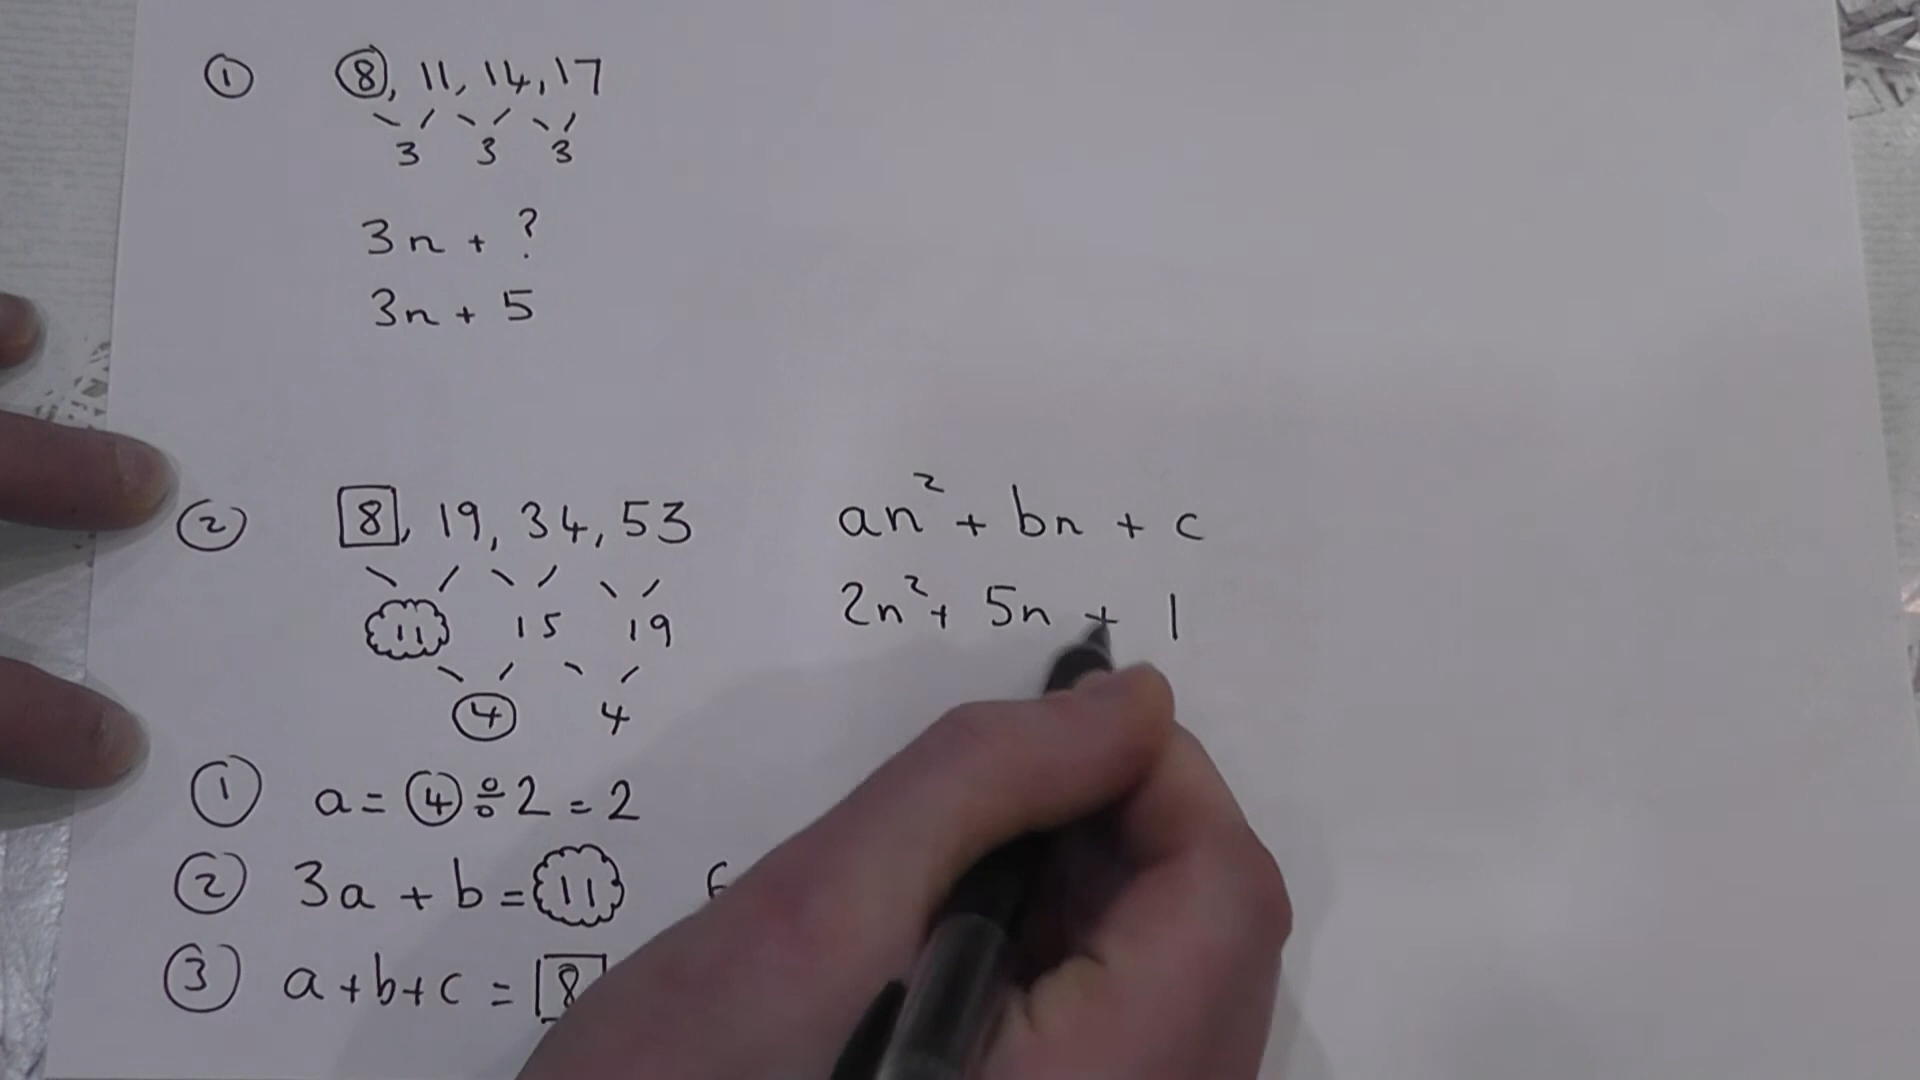 ① 8, 11, 14, 17
3 3 3
3n + ?
3n + 5
② 8, 19, 34, 53 an² + bn + c
11 15 19 2n² + 5n + 1
4 4
① a = 4 ÷ 2 = 2
② 3a + b = 11
③ a + b + c = 8